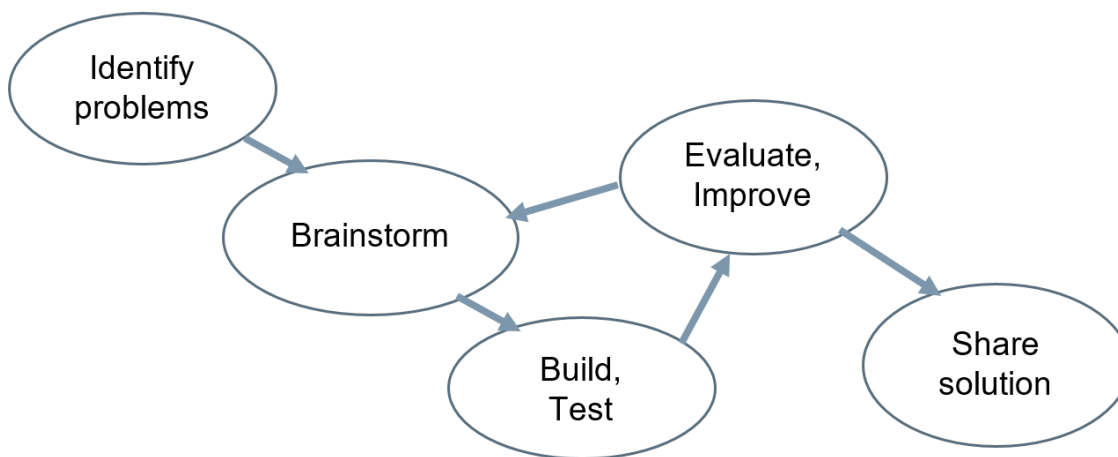 Identify
problems
Brainstorm
Build,
Test
Evaluate,
Improve
Share
solution